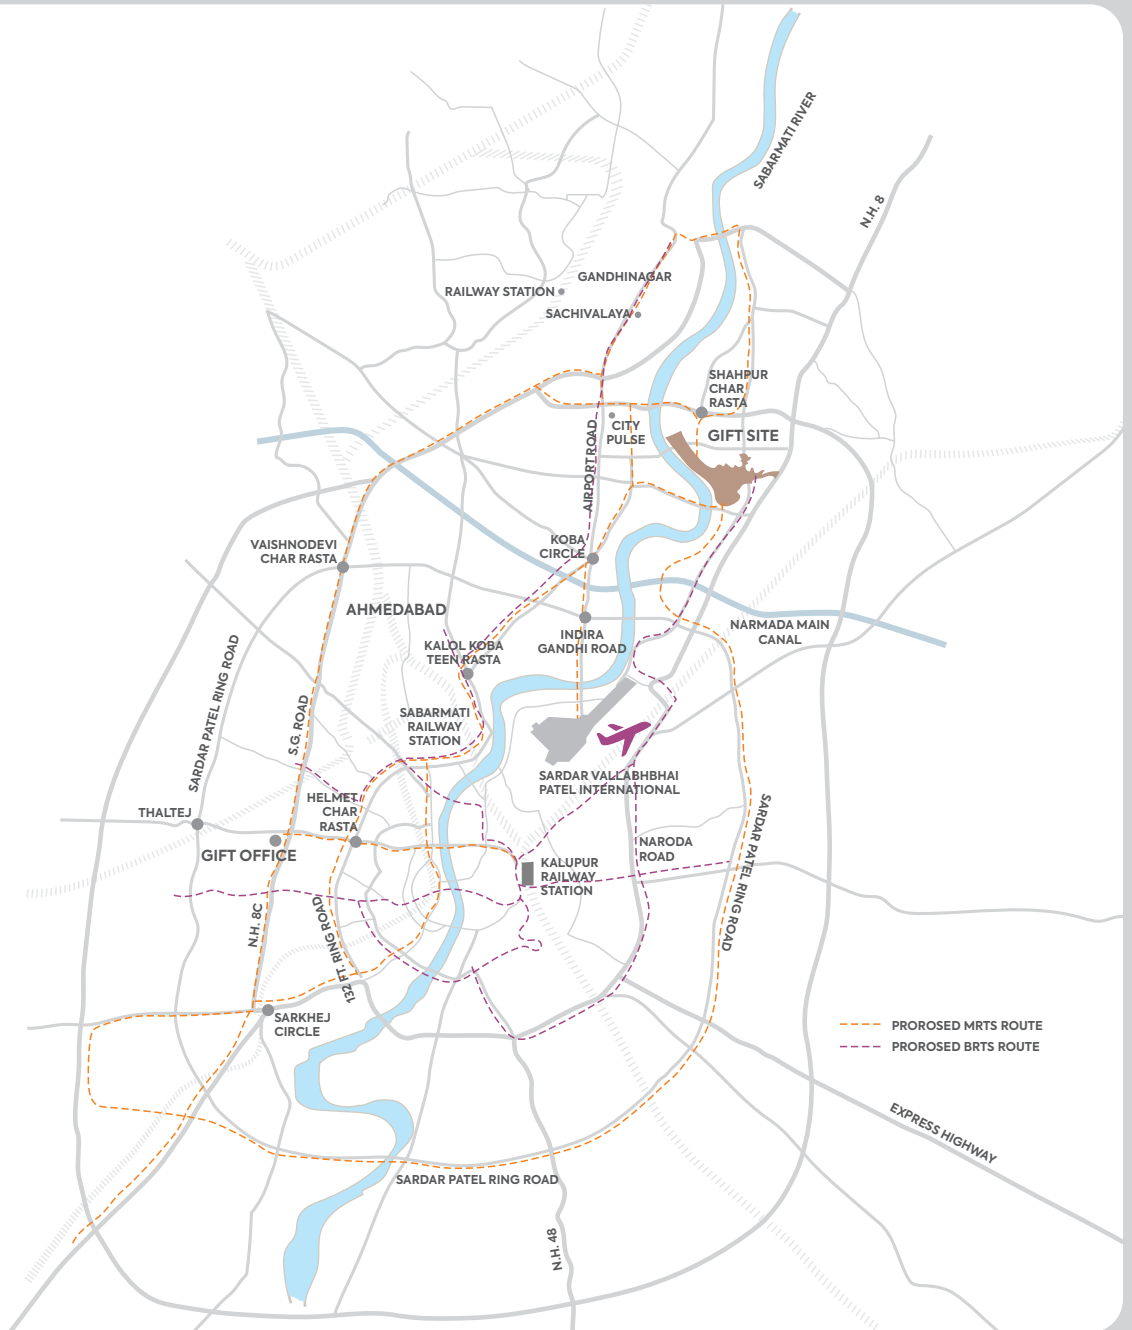 SABARMATI RIVER
N.H. 8
GANDHINAGAR
RAILWAY STATION
SACHIVALAYA
SHAHPUR
CHAR
RASTA
CITY
PULSE
GIFT SITE
AIRPORT ROAD
KOBA
CIRCLE
VAISHNODEVI
CHAR RASTA
AHMEDABAD
INDIRA
GANDHI ROAD
NARMADA MAIN
CANAL
KALOL KOBA
TEEN RASTA
SARDAR PATEL RING ROAD
S.G. ROAD
SABARMATI
RAILWAY
STATION
SARDAR VALLABHBHAI
PATEL INTERNATIONAL
HELMET
CHAR
RASTA
THALTEJ
GIFT OFFICE
NARODA
ROAD
SARDAR PATEL RING ROAD
KALUPUR
RAILWAY
STATION
N.H. 8C
132 FT. RING ROAD
SARKHEJ
CIRCLE
PROROSED MRTS ROUTE
PROROSED BRTS ROUTE
EXPRESS HIGHWAY
SARDAR PATEL RING ROAD
N.H. 48